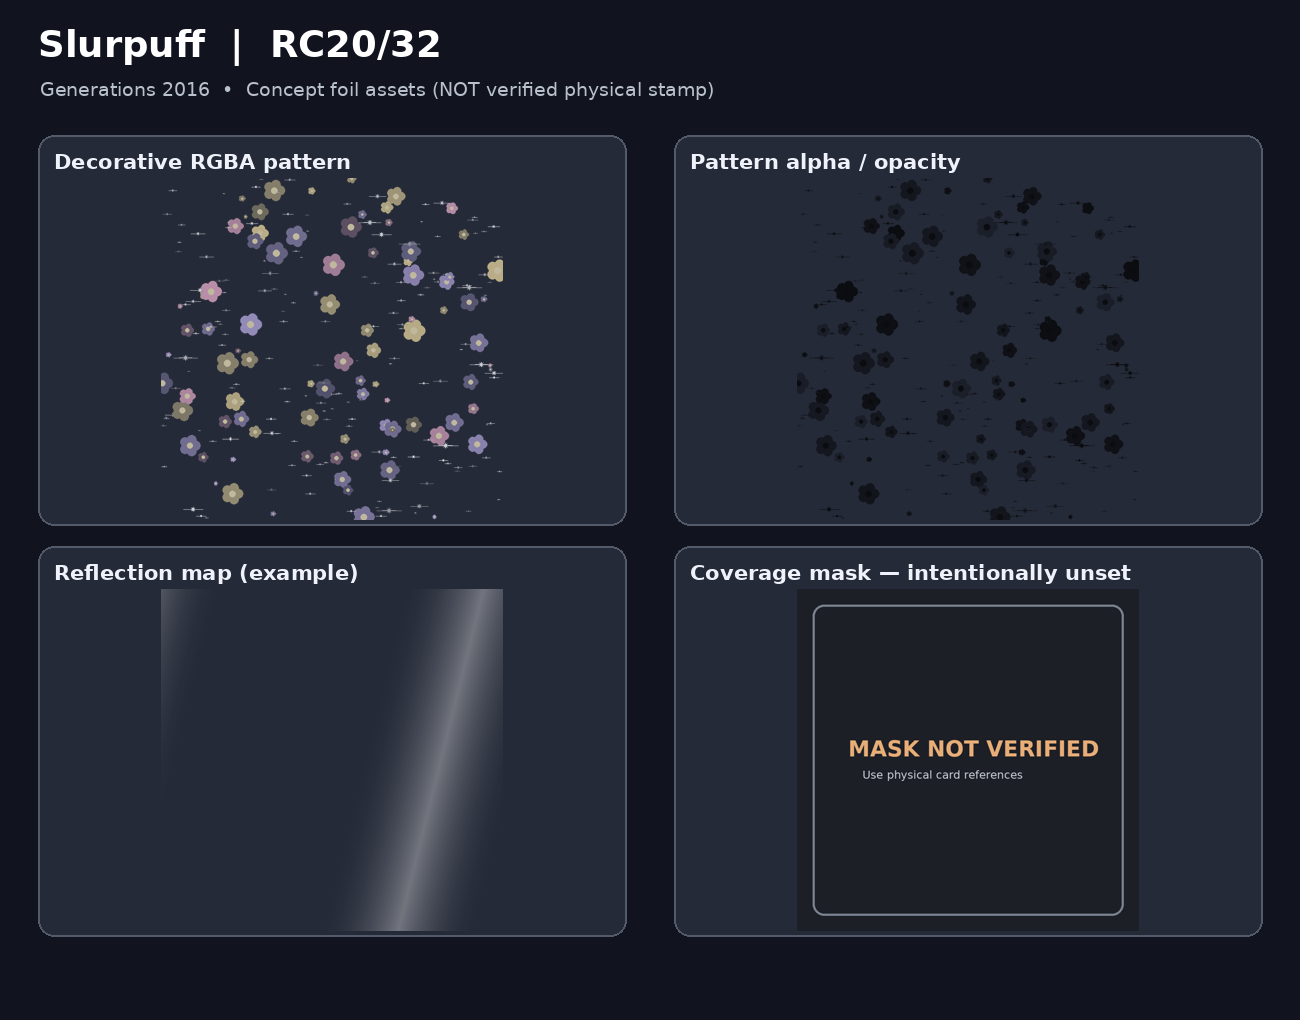 Slurpuff | RC20/32
Generations 2016 • Concept foil assets (NOT verified physical stamp)
Decorative RGBA pattern
Pattern alpha / opacity
Reflection map (example)
Coverage mask — intentionally unset
MASK NOT VERIFIED
Use physical card references